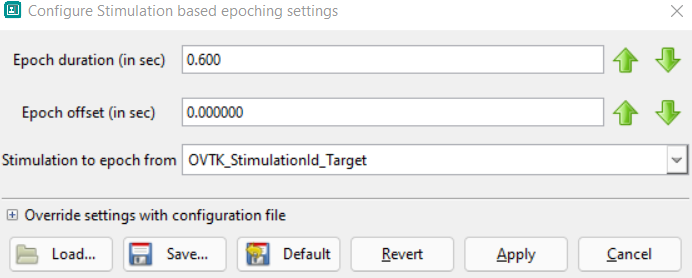 Configure Stimulation based epoching settings
Epoch duration (in sec) 0.600
Epoch offset (in sec) 0.000000
Stimulation to epoch from OVTK_StimulationId_Target
Override settings with configuration file
Load... Save... Default Revert Apply Cancel